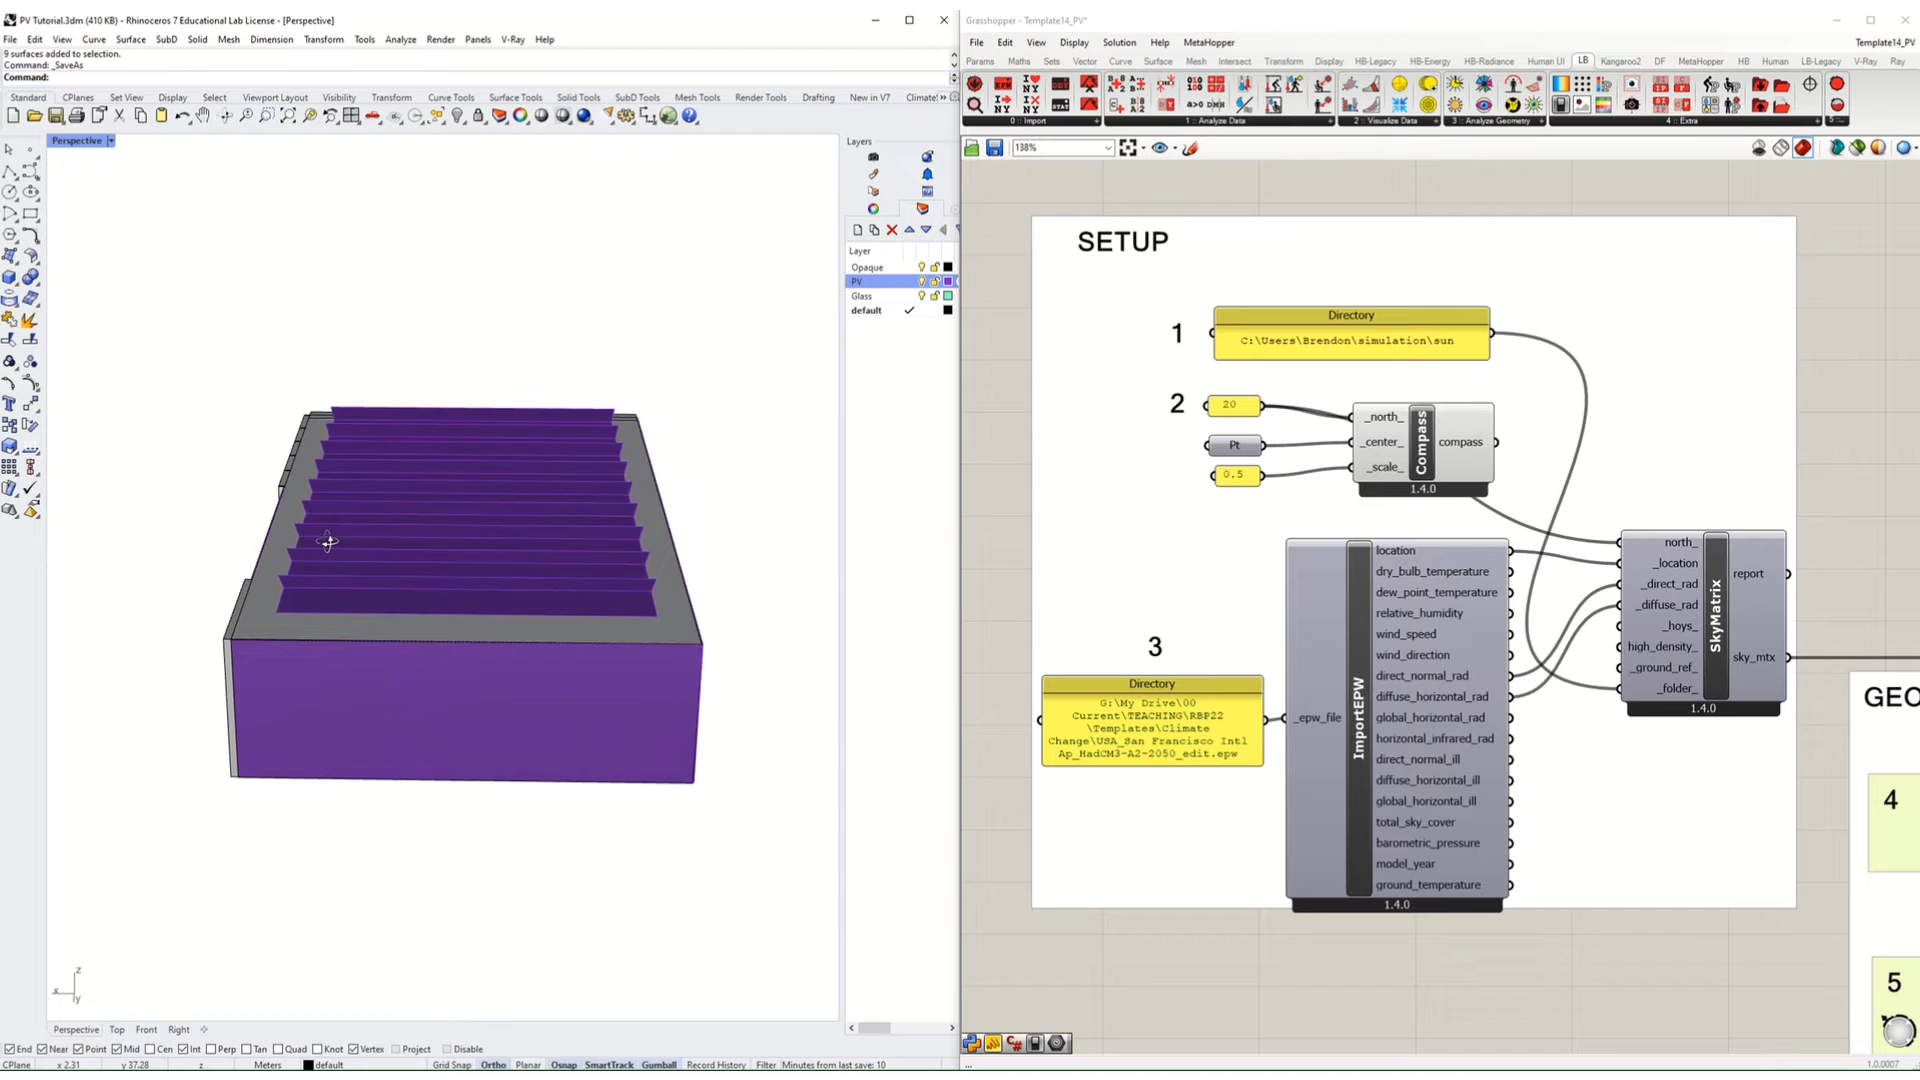 PV Tutorial.3dm (410 KB) - Rhinoceros 7 Educational Lab License - [Perspective]
File Edit View Curve Surface SubD Solid Mesh Dimension Transform Tools Analyze Render Panels V-Ray Help
9 surfaces added to selection.
Command: _SaveAs
Command:
Standard CPlanes Set View Display Select Viewport Layout Visibility Transform Curve Tools Surface Tools Solid Tools SubD Tools Mesh Tools Render Tools Drafting New in V7 Climate! »
Perspective
Layers
Layer
Opaque
PV
Glass
default
z
x
y
Perspective Top Front Right
End Near Point Mid Cen Int Perp Tan Quad Knot Vertex Project Disable
CPlane x 2.31 y 37.28 z Meters default Grid Snap Ortho Planar Osnap SmartTrack Gumball Record History Filter Minutes from last save: 10
Grasshopper - Template14_PV*
File Edit View Display Solution Help MetaHopper Template14_PV*
Params Maths Sets Vector Curve Surface Mesh Intersect Transform Display HB-Legacy HB-Energy HB-Radiance Human UI LB Kangaroo2 DF MetaHopper HB Human LB-Legacy V-Ray Ray
0 :: Import 1 :: Analyze Data 2 :: Visualize Data 3 :: Analyze Geometry 4 :: Extra 5 :: ..
138%
SETUP
1
Directory
C:\Users\Brendon\simulation\sun
2
20
Pt
0.5
_north_
_center_
_scale_
Compass
compass
1.4.0
3
Directory
G:\My Drive\00
Current\TEACHING\RBP22
\Templates\Climate
Change\USA_San Francisco Intl
Ap_HadCM3-A2-2050_edit.epw
_epw_file
ImportEPW
location
dry_bulb_temperature
dew_point_temperature
relative_humidity
wind_speed
wind_direction
direct_normal_rad
diffuse_horizontal_rad
global_horizontal_rad
horizontal_infrared_rad
direct_normal_ill
diffuse_horizontal_ill
global_horizontal_ill
total_sky_cover
barometric_pressure
model_year
ground_temperature
1.4.0
north_
_location
_direct_rad
_diffuse_rad
_hoys_
high_density_
_ground_ref_
_folder_
SkyMatrix
report
sky_mtx
1.4.0
GEO
4
5
1.0.0007